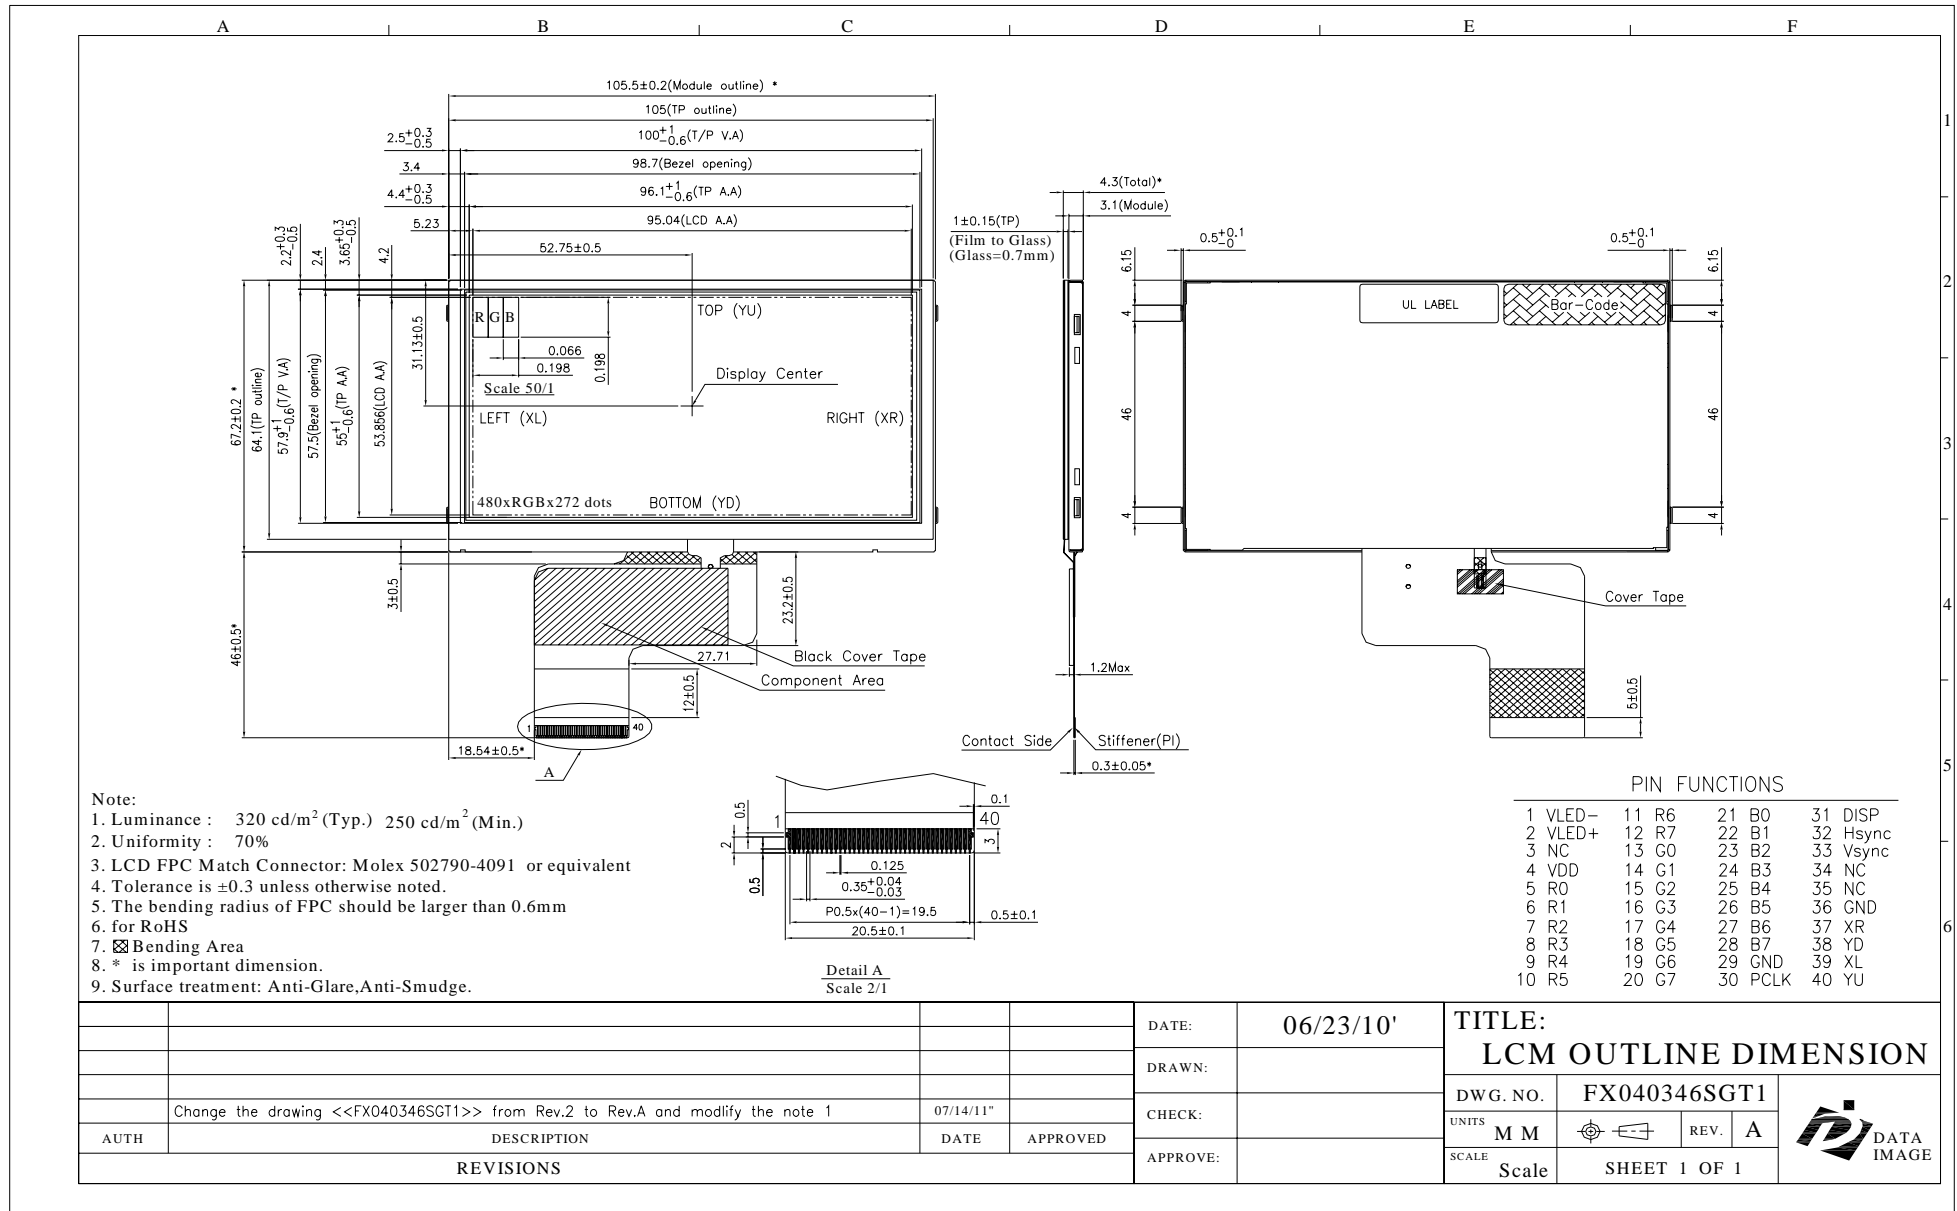 A B C D E F
1
2
3
4
5
6
105.5±0.2(Module outline) *
105(TP outline)
2.5+0.3-0.5
100+1-0.6(T/P V.A)
3.4
98.7(Bezel opening)
4.4+0.3-0.5
96.1+1-0.6(TP A.A)
5.23
95.04(LCD A.A)
52.75±0.5
2.2+0.3-0.5
2.4
3.65+0.3-0.5
4.2
67.2±0.2 *
64.1(TP outline)
57.9+1-0.6(T/P V.A)
57.5(Bezel opening)
55+1-0.6(TP A.A)
53.856(LCD A.A)
31.13±0.5
R G B
0.066
0.198
0.198
Scale 50/1
TOP (YU)
Display Center
LEFT (XL)
RIGHT (XR)
480xRGBx272 dots
BOTTOM (YD)
3±0.5
46±0.5*
23.2±0.5
27.71
12±0.5
Black Cover Tape
Component Area
1
40
18.54±0.5*
A
4.3(Total)*
3.1(Module)
1±0.15(TP)
(Film to Glass)
(Glass=0.7mm)
1.2Max
Contact Side
Stiffener(PI)
0.3±0.05*
0.5+0.1-0
0.5+0.1-0
6.15
4
46
4
6.15
4
46
4
UL LABEL
Bar-Code
Cover Tape
5±0.5
0.5
2
0.5
1
40
0.1
3
0.125
0.35+0.04-0.03
P0.5x(40-1)=19.5
0.5±0.1
20.5±0.1
Detail A
Scale 2/1
Note:
1. Luminance : 320 cd/m2 (Typ.) 250 cd/m2 (Min.)
2. Uniformity : 70%
3. LCD FPC Match Connector: Molex 502790-4091 or equivalent
4. Tolerance is ±0.3 unless otherwise noted.
5. The bending radius of FPC should be larger than 0.6mm
6. for RoHS
7. Bending Area
8. * is important dimension.
9. Surface treatment: Anti-Glare,Anti-Smudge.
PIN FUNCTIONS
1 VLED- 11 R6 21 B0 31 DISP
2 VLED+ 12 R7 22 B1 32 Hsync
3 NC 13 G0 23 B2 33 Vsync
4 VDD 14 G1 24 B3 34 NC
5 R0 15 G2 25 B4 35 NC
6 R1 16 G3 26 B5 36 GND
7 R2 17 G4 27 B6 37 XR
8 R3 18 G5 28 B7 38 YD
9 R4 19 G6 29 GND 39 XL
10 R5 20 G7 30 PCLK 40 YU
Change the drawing <<FX040346SGT1>> from Rev.2 to Rev.A and modify the note 1 07/14/11"
AUTH DESCRIPTION DATE APPROVED
REVISIONS
DATE: 06/23/10'
DRAWN:
CHECK:
APPROVE:
TITLE:
LCM OUTLINE DIMENSION
DWG. NO. FX040346SGT1
UNITS M M REV. A
SCALE Scale SHEET 1 OF 1
DATA
IMAGE